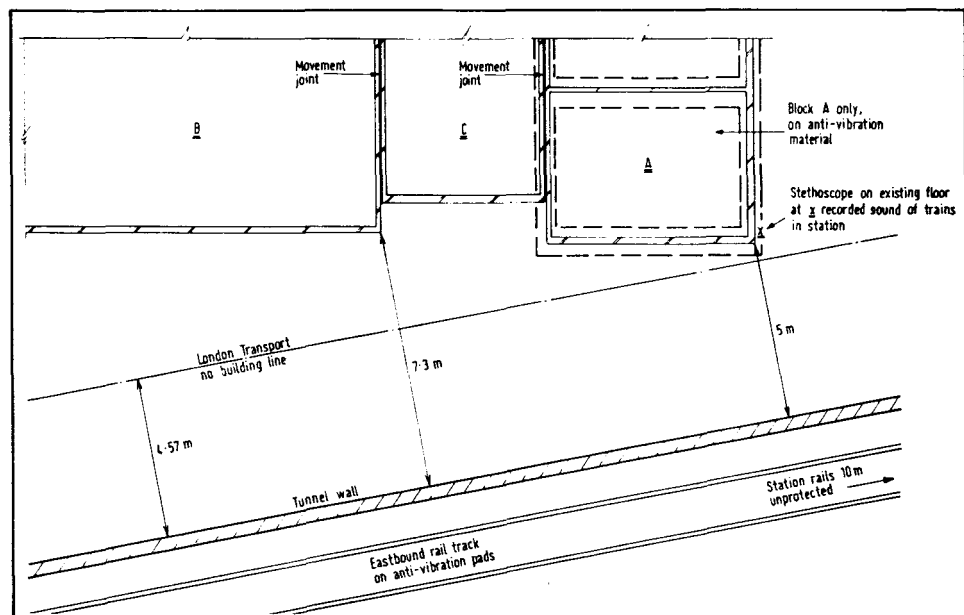 Movement
joint
Movement
joint
B
C
A
Block A only,
on anti-vibration
material
Stethoscope on existing floor
at x recorded sound of trains
in station
x
London Transport
no building line
7·3 m
5 m
4·57 m
Tunnel wall
Station rails 10m
unprotected
Eastbound rail track
on anti-vibration pads